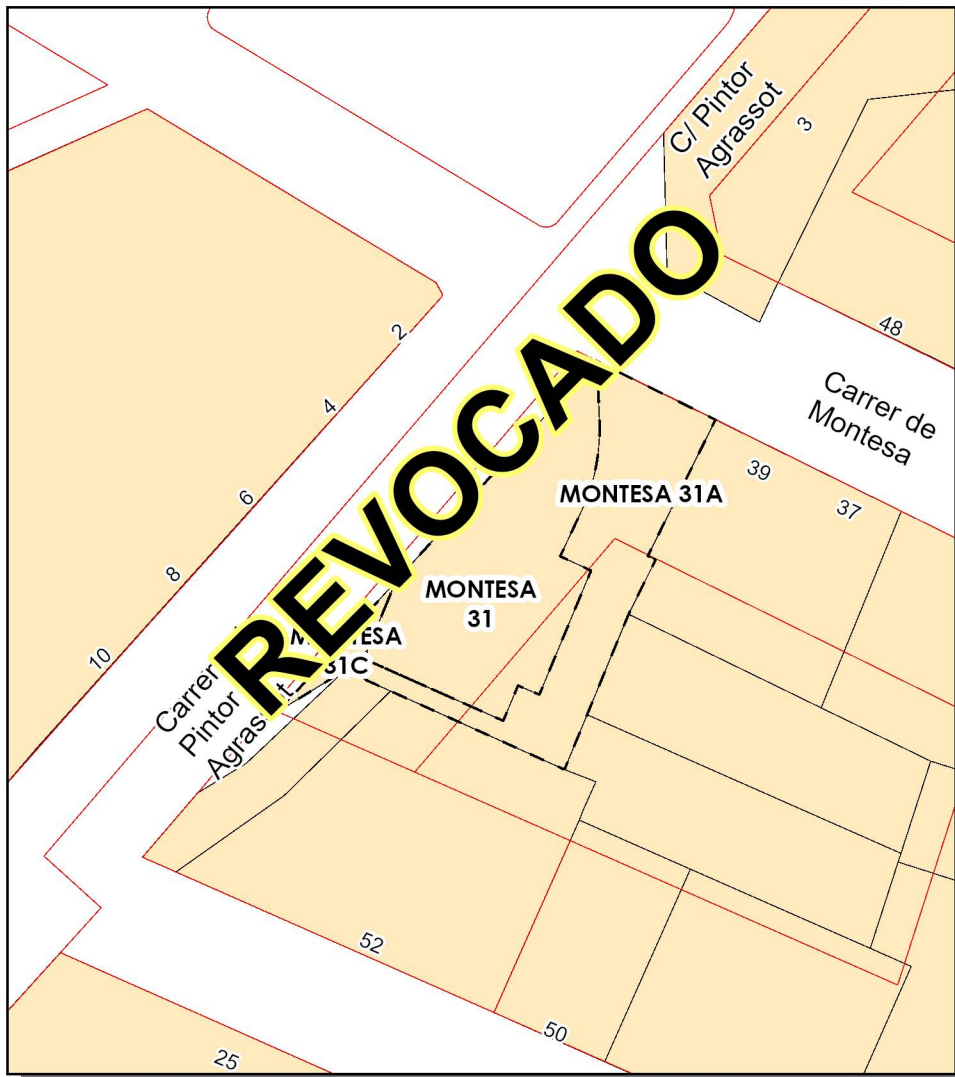 C/ Pintor
Agrassot
3
48
Carrer de
Montesa
2
4
6
8
10
REVOCADO
39
37
MONTESA 31A
MONTESA
31
31C
Carrer
Pintor
52
50
25